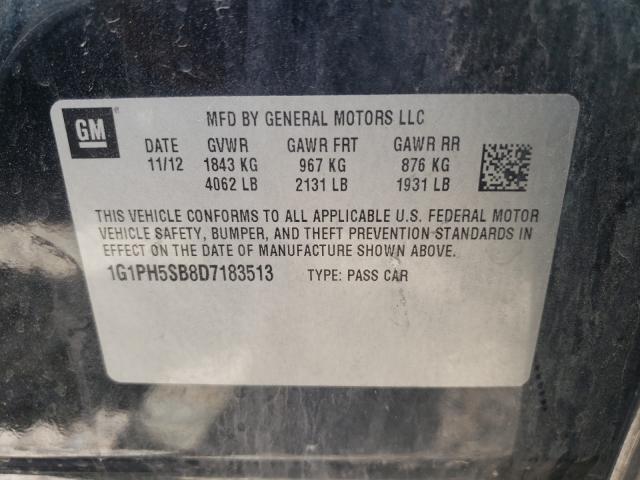 GM
MFD BY GENERAL MOTORS LLC
DATE GVWR GAWR FRT GAWR RR
11/12 1843 KG 967 KG 876 KG
4062 LB 2131 LB 1931 LB
THIS VEHICLE CONFORMS TO ALL APPLICABLE U.S. FEDERAL MOTOR
VEHICLE SAFETY, BUMPER, AND THEFT PREVENTION STANDARDS IN
EFFECT ON THE DATE OF MANUFACTURE SHOWN ABOVE.
1G1PH5SB8D7183513 TYPE: PASS CAR